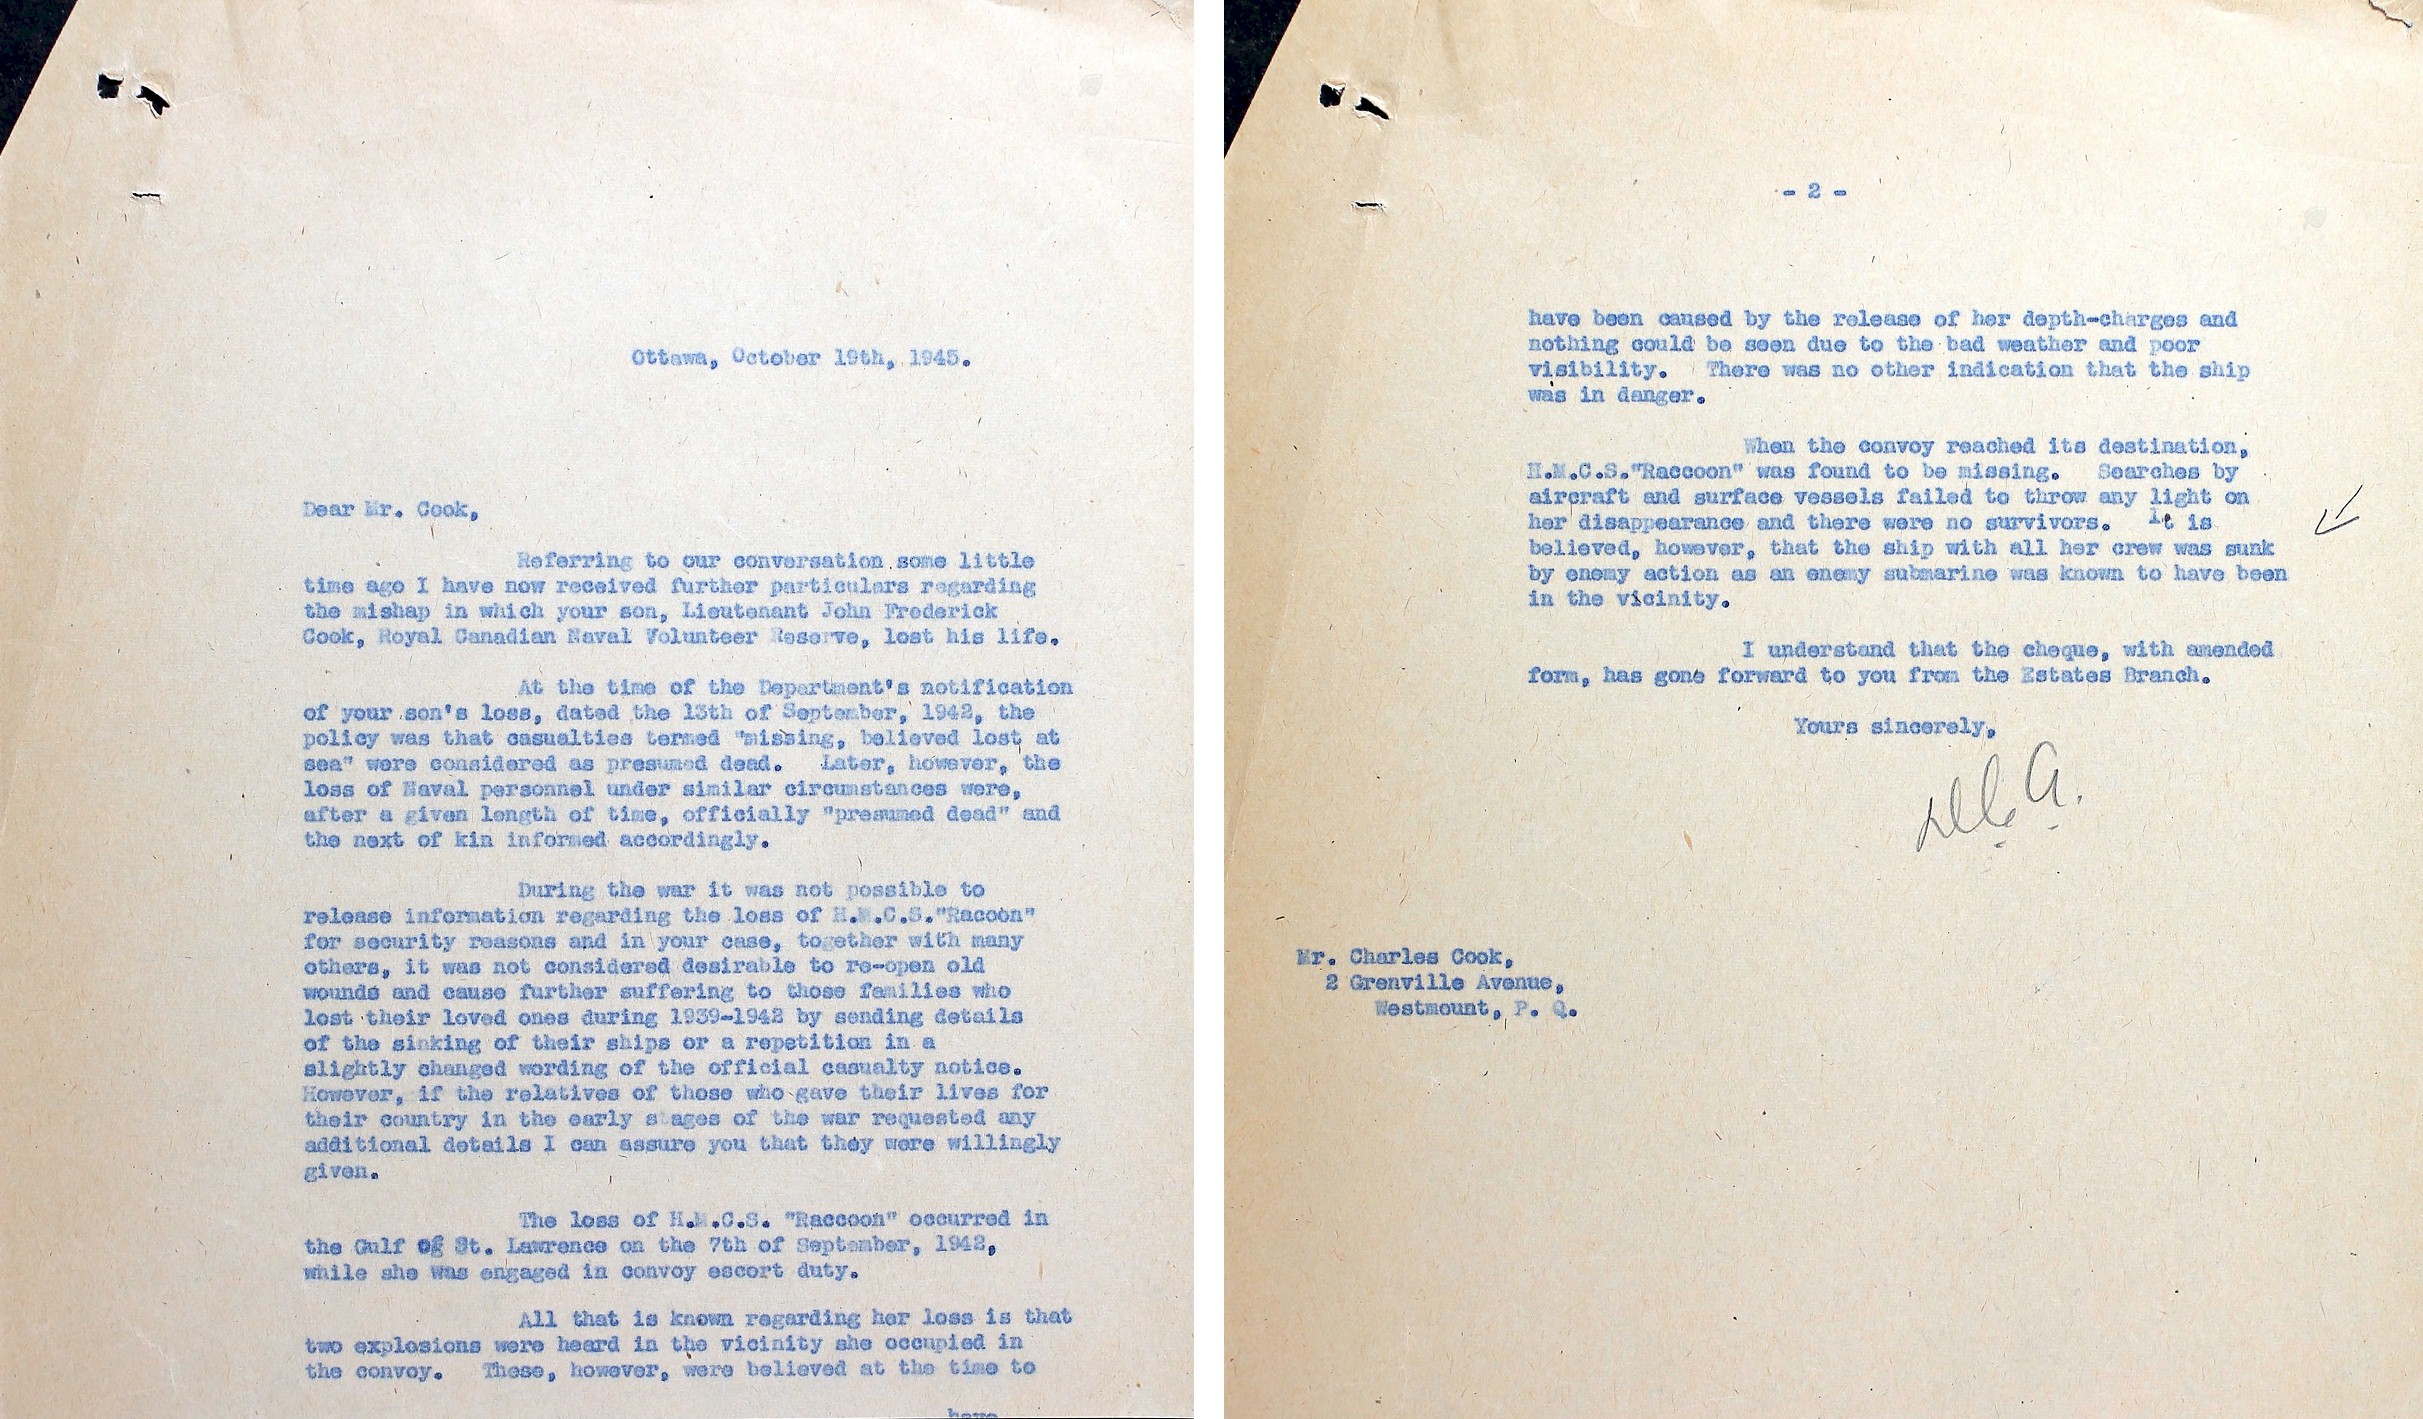 Ottawa, October 19th, 1945.
Dear Mr. Cook,
Referring to our conversation some little
time ago I have now received further particulars regarding
the mishap in which your son, Lieutenant John Frederick
Cook, Royal Canadian Naval Volunteer Reserve, lost his life.
At the time of the Department's notification
of your son's loss, dated the 13th of September, 1942, the
policy was that casualties termed "missing, believed lost at
sea" were considered as presumed dead. Later, however, the
loss of Naval personnel under similar circumstances were,
after a given length of time, officially "presumed dead" and
the next of kin informed accordingly.
During the war it was not possible to
release information regarding the loss of H.M.C.S."Racoon"
for security reasons and in your case, together with many
others, it was not considered desirable to re-open old
wounds and cause further suffering to those families who
lost their loved ones during 1939-1942 by sending details
of the sinking of their ships or a repetition in a
slightly changed wording of the official casualty notice.
However, if the relatives of those who gave their lives for
their country in the early stages of the war requested any
additional details I can assure you that they were willingly
given.
The loss of H.M.C.S. "Raccoon" occurred in
the Gulf of St. Lawrence on the 7th of September, 1942,
while she was engaged in convoy escort duty.
All that is known regarding her loss is that
two explosions were heard in the vicinity she occupied in
the convoy. These, however, were believed at the time to
have
- 2 -
have been caused by the release of her depth-charges and
nothing could be seen due to the bad weather and poor
visibility. There was no other indication that the ship
was in danger.
When the convoy reached its destination,
H.M.C.S."Raccoon" was found to be missing. Searches by
aircraft and surface vessels failed to throw any light on
her disappearance and there were no survivors. It is
believed, however, that the ship with all her crew was sunk
by enemy action as an enemy submarine was known to have been
in the vicinity.
I understand that the cheque, with amended
form, has gone forward to you from the Estates Branch.
Yours sincerely,
Mr. Charles Cook,
2 Grenville Avenue,
Westmount, P. Q.